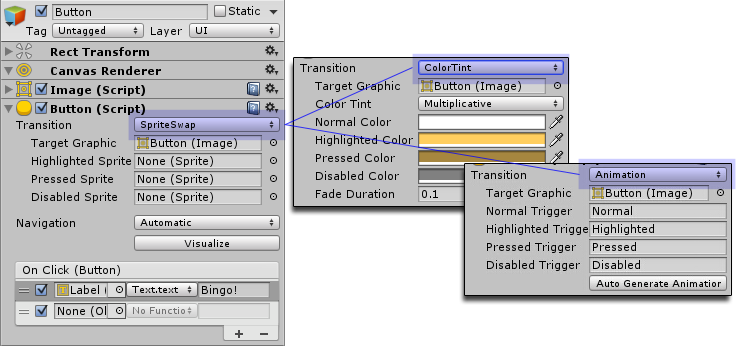 Button Static
Tag Untagged Layer UI
Rect Transform
Canvas Renderer
Image (Script)
Button (Script)
Transition SpriteSwap
Target Graphic Button (Image)
Highlighted Sprite None (Sprite)
Pressed Sprite None (Sprite)
Disabled Sprite None (Sprite)
Navigation Automatic
Visualize
On Click (Button)
Label ( Text.text Bingo!
None (Ol No Functio
Transition ColorTint
Target Graphic Button (Image)
Color Tint Multiplicative
Normal Color
Highlighted Color
Pressed Color
Disabled Color
Fade Duration 0.1
Transition Animation
Target Graphic Button (Image)
Normal Trigger Normal
Highlighted Trigge Highlighted
Pressed Trigger Pressed
Disabled Trigger Disabled
Auto Generate Animation